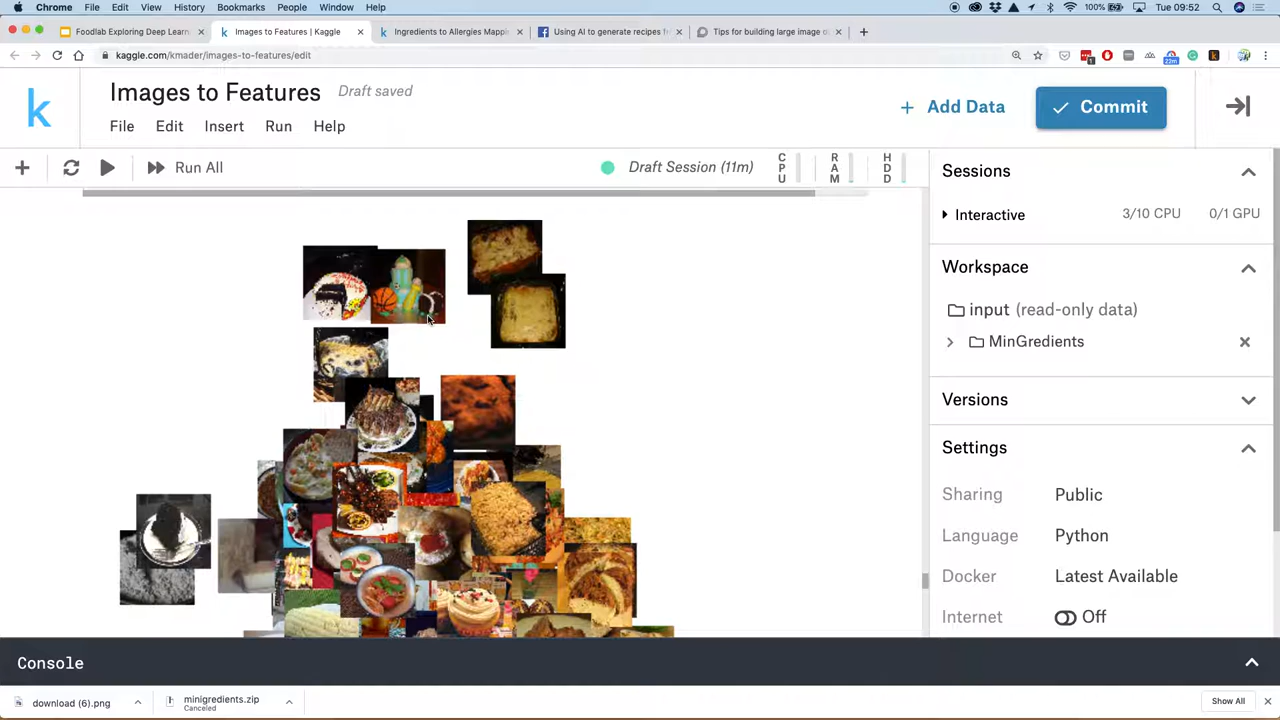 Chrome File Edit View History Bookmarks People Window Help 100% Tue 09:52
Foodlab Exploring Deep Learn Images to Features | Kaggle Ingredients to Allergies Mapp Using AI to generate recipes f Tips for building large image
kaggle.com/kmader/images-to-features/edit 1 22m k
k Images to Features Draft saved
File Edit Insert Run Help
+ Add Data Commit
Run All Draft Session (11m) CPU RAM HDD
Sessions
Interactive 3/10 CPU 0/1 GPU
Workspace
input (read-only data)
MinGredients
Versions
Settings
Sharing Public
Language Python
Docker Latest Available
Internet Off
Console
download (6).png minigredients.zip Show All
Canceled